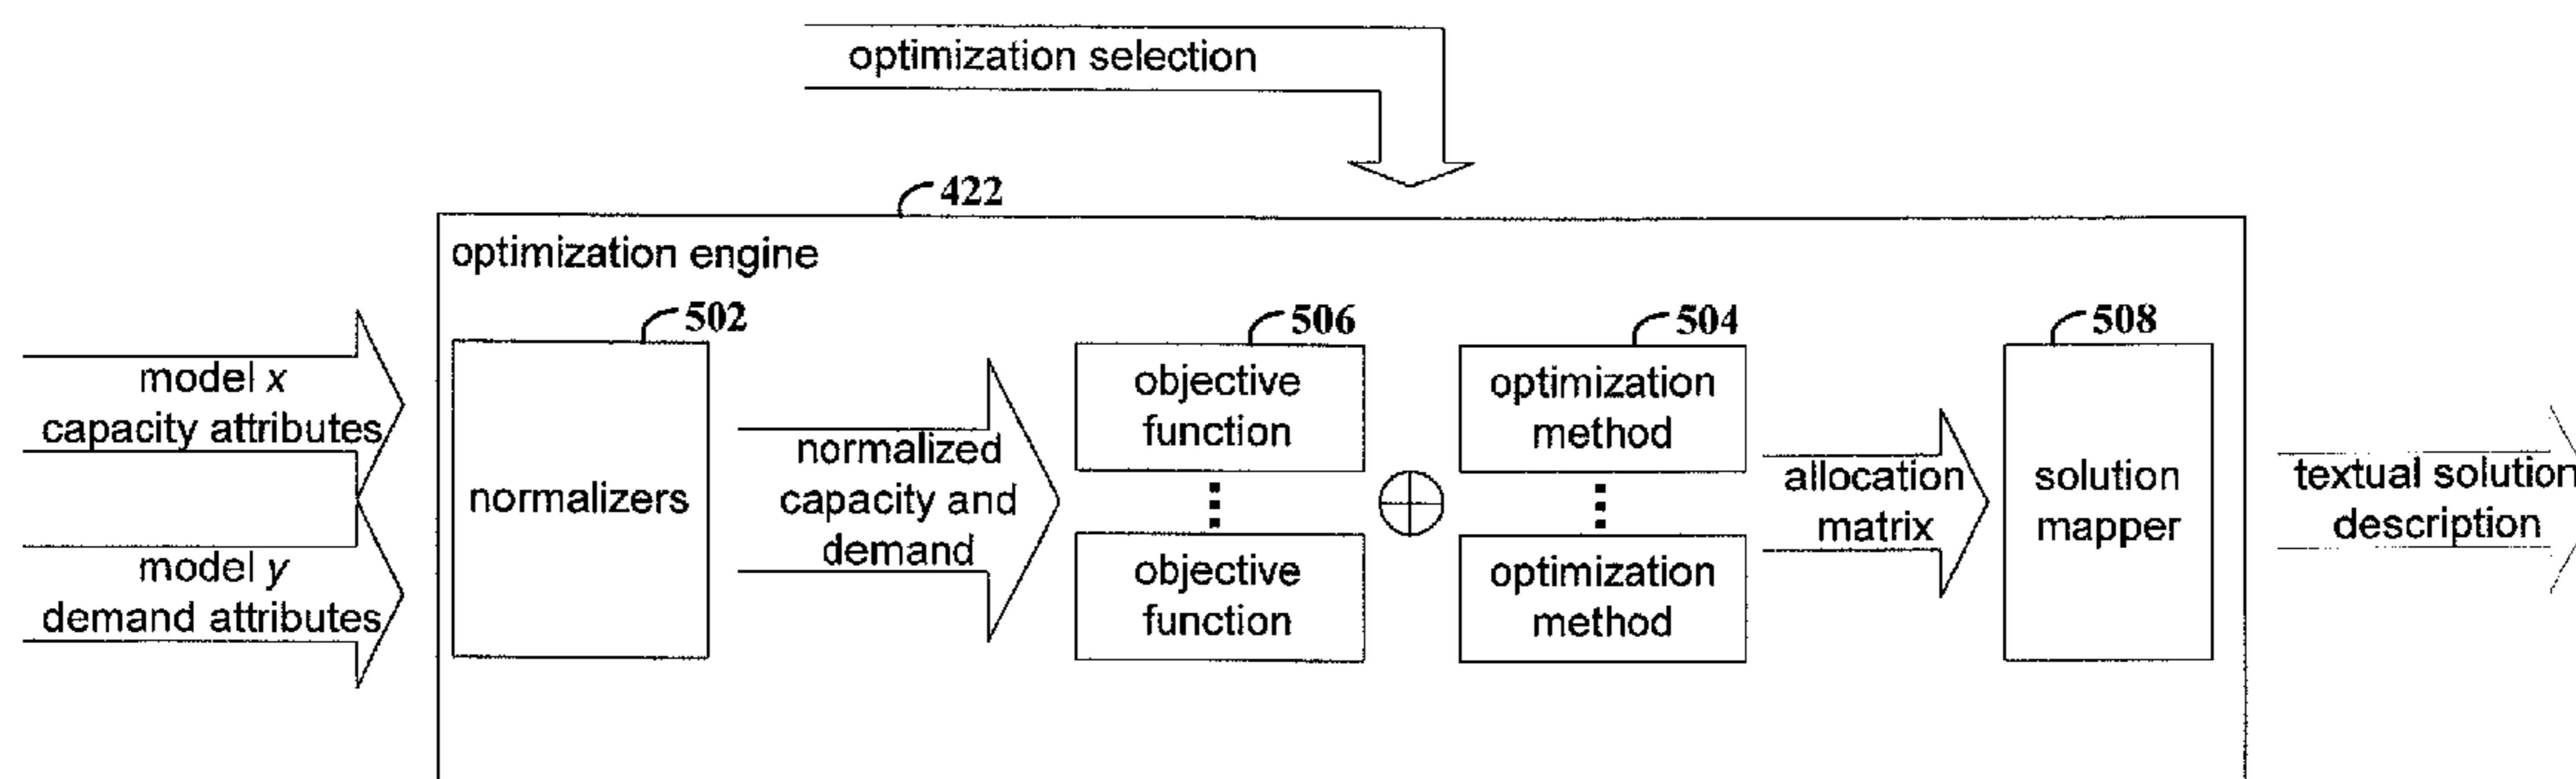 optimization selection
422
optimization engine
502
506
504
508
model x
capacity attributes
model y
demand attributes
normalizers
normalized
capacity and
demand
objective
function
objective
function
optimization
method
optimization
method
allocation
matrix
solution
mapper
textual solution
description